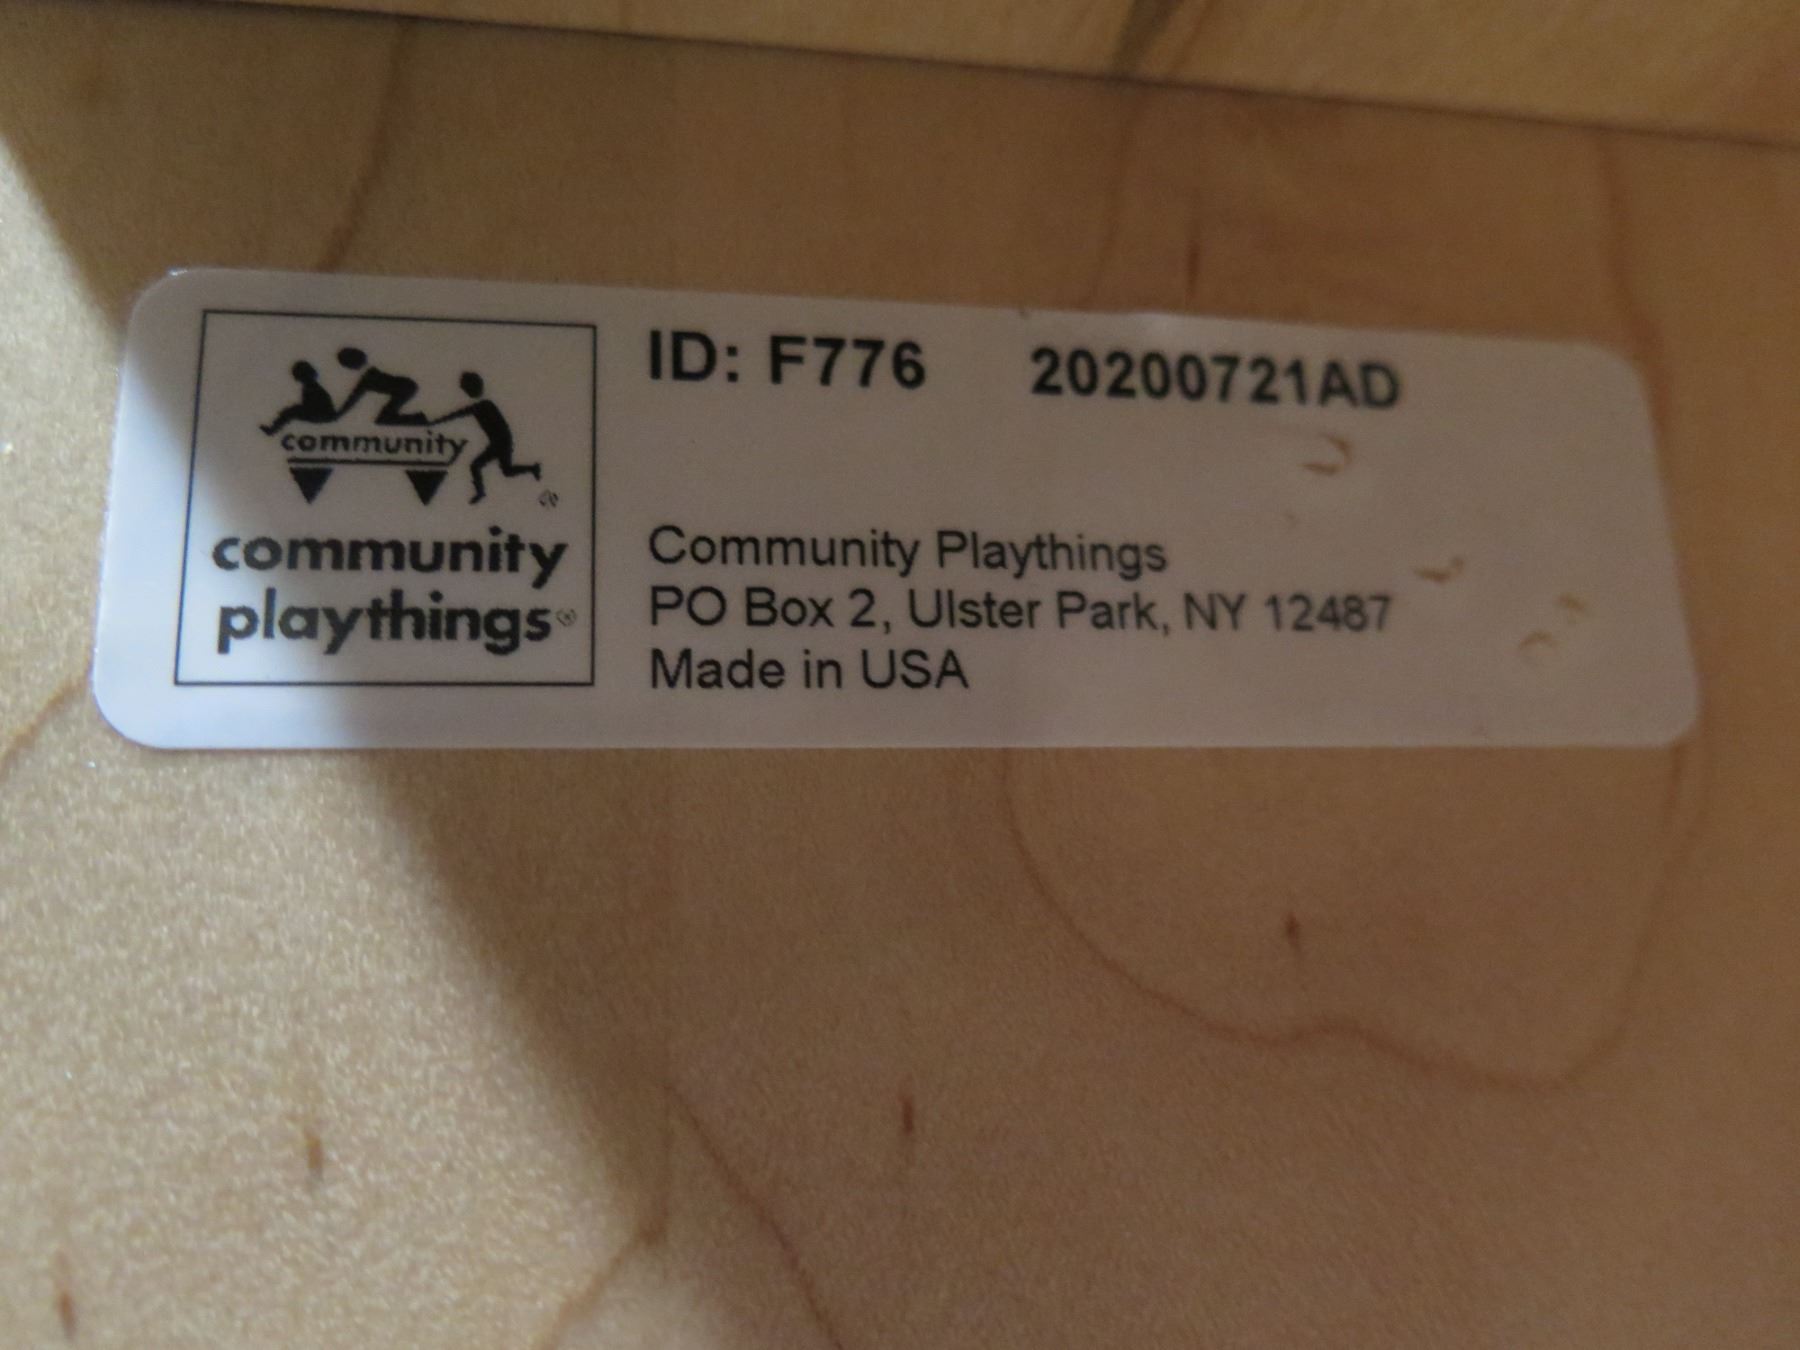 community®
community
playthings®
ID: F776 20200721AD
Community Playthings
PO Box 2, Ulster Park, NY 12487
Made in USA